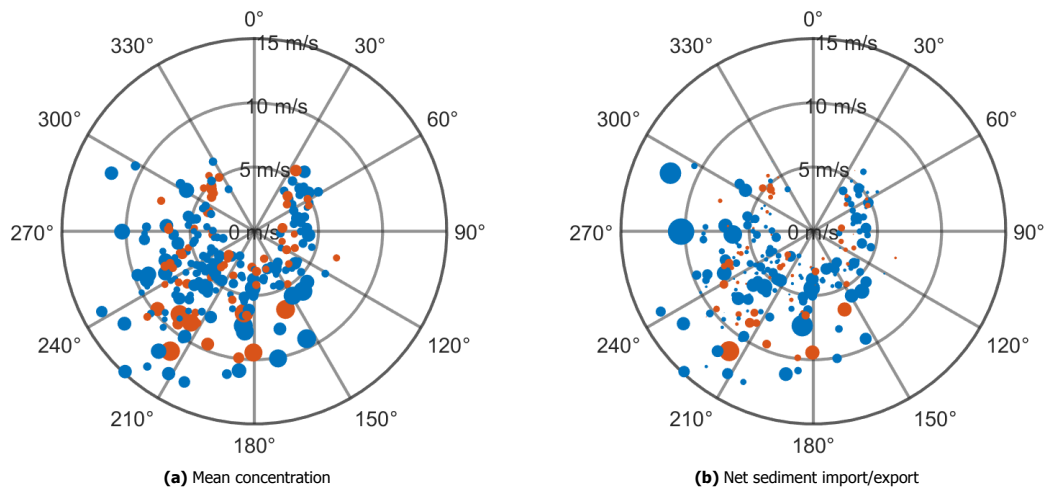 0°
15 m/s
330°
30°
10 m/s
300°
60°
5 m/s
270°
0 m/s
90°
240°
120°
210°
150°
180°
(a) Mean concentration
0°
15 m/s
330°
30°
10 m/s
300°
60°
5 m/s
270°
0 m/s
90°
240°
120°
210°
150°
180°
(b) Net sediment import/export